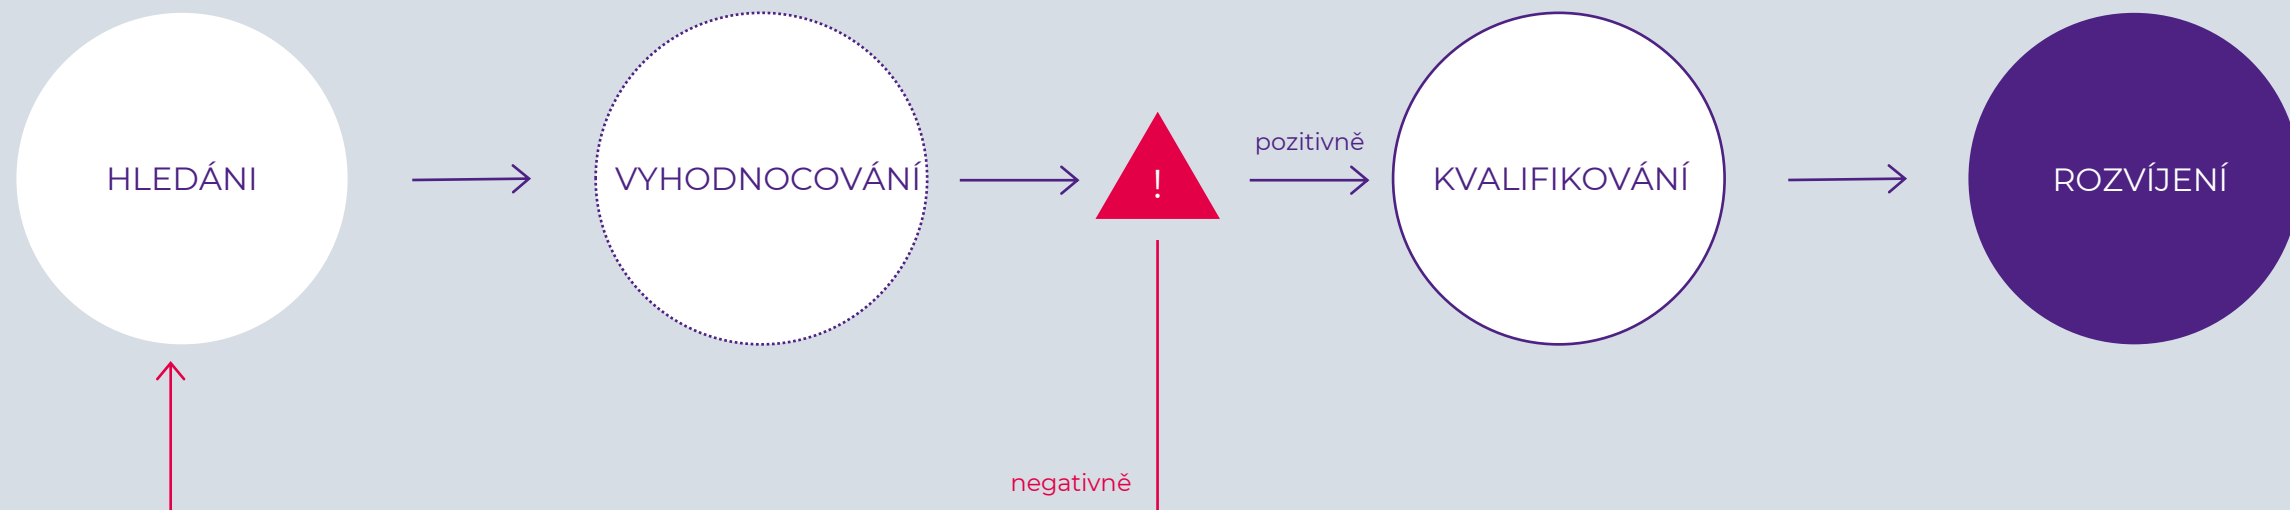 HLEDÁNI
VYHODNOCOVÁNÍ
!
pozitivně
KVALIFIKOVÁNÍ
ROZVÍJENÍ
negativně